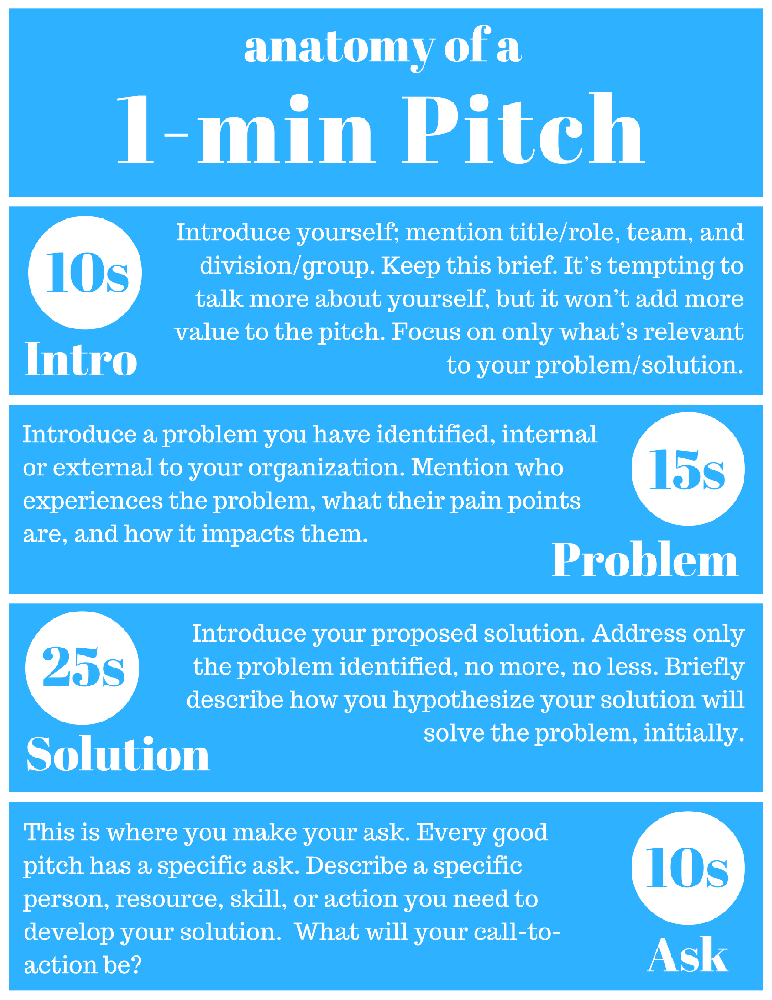 anatomy of a
1-min Pitch
10s
Intro
Introduce yourself; mention title/role, team, and
division/group. Keep this brief. It’s tempting to
talk more about yourself, but it won’t add more
value to the pitch. Focus on only what’s relevant
to your problem/solution.
Introduce a problem you have identified, internal
or external to your organization. Mention who
experiences the problem, what their pain points
are, and how it impacts them.
15s
Problem
25s
Solution
Introduce your proposed solution. Address only
the problem identified, no more, no less. Briefly
describe how you hypothesize your solution will
solve the problem, initially.
This is where you make your ask. Every good
pitch has a specific ask. Describe a specific
person, resource, skill, or action you need to
develop your solution.  What will your call-to-
action be?
10s
Ask